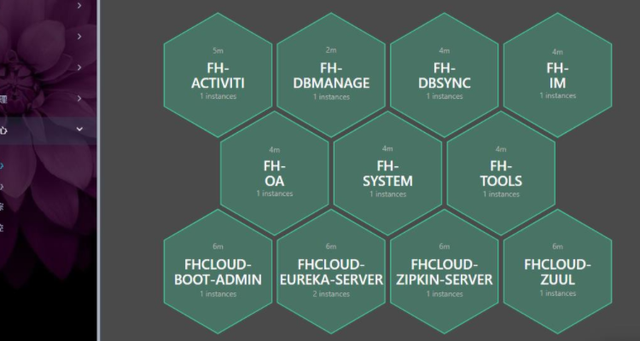 理
心
5m
FH-
ACTIVITI
1 instances
2m
FH-
DBMANAGE
1 instances
4m
FH-
DBSYNC
1 instances
4m
FH-
IM
1 instances
4m
FH-
OA
1 instances
4m
FH-
SYSTEM
1 instances
4m
FH-
TOOLS
1 instances
6m
FHCLOUD-
BOOT-ADMIN
1 instances
6m
FHCLOUD-
EUREKA-SERVER
2 instances
6m
FHCLOUD-
ZIPKIN-SERVER
1 instances
6m
FHCLOUD-
ZUUL
1 instances